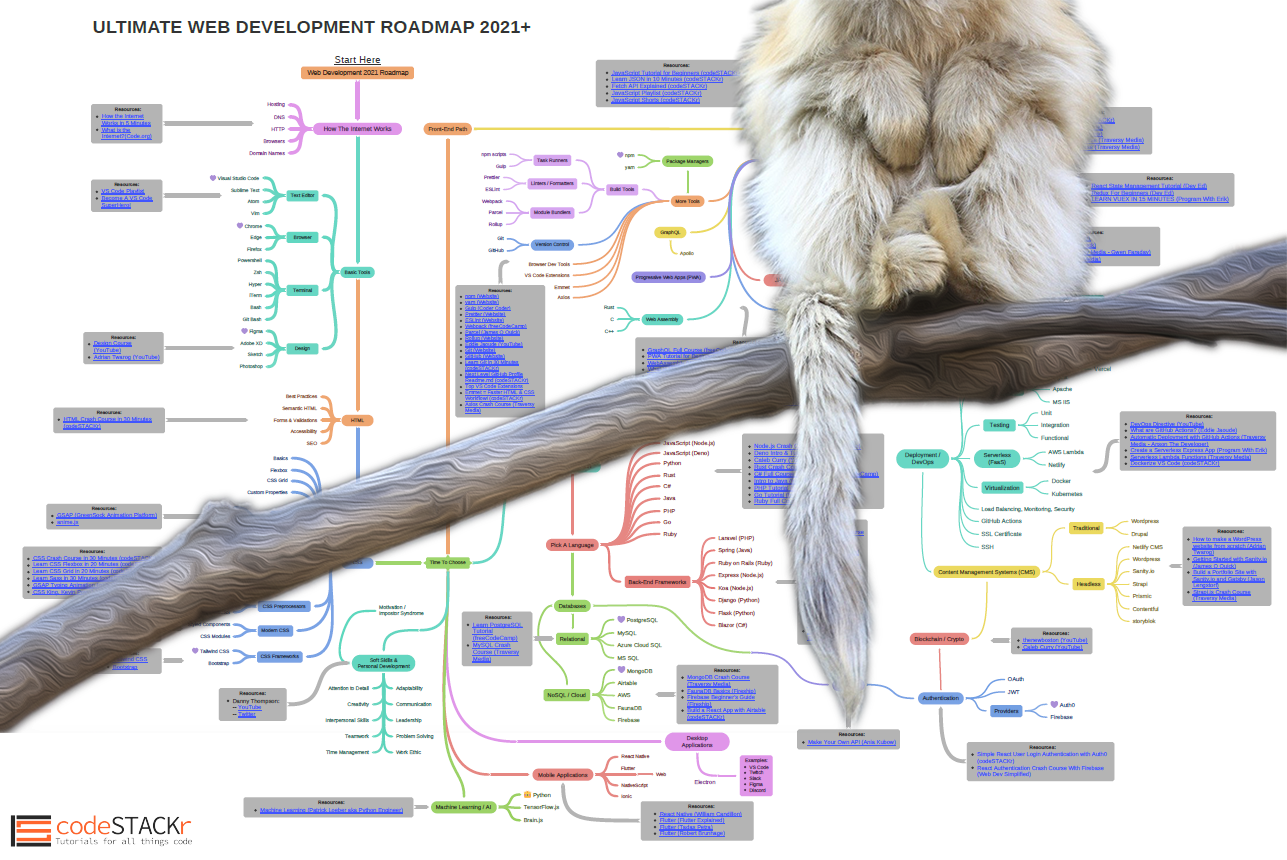 ULTIMATE WEB DEVELOPMENT ROADMAP 2021+
Start Here
Web Development 2021 Roadmap
Resources:
How the Internet
Works in 5 Minutes
What is the
Internet?(Code.org)
Hosting
DNS
HTTP
Browsers
Domain Names
How The Internet Works
Front-End Path
Resources:
JavaScript Tutorial for Beginners (codeSTACK
Learn JSON in 10 Minutes (codeSTACKr)
Fetch API Explained (codeSTACKr)
JavaScript Playlist (codeSTACKr)
JavaScript Shorts (codeSTACKr)
Resources:
VS Code Playlist
Become A VS Code
SuperHero!
Visual Studio Code
Sublime Text
Atom
Vim
Text Editor
Chrome
Edge
Firefox
Browser
Powershell
Zsh
Hyper
iTerm
Bash
Git Bash
Terminal
Basic Tools
Figma
Adobe XD
Sketch
Photoshop
Design
Resources:
Design Course
(YouTube)
Adrian Twarog (YouTube)
npm scripts
Gulp
Task Runners
Prettier
ESLint
Linters / Formatters
Webpack
Parcel
Rollup
Module Bundlers
Build Tools
npm
yarn
Package Managers
More Tools
Git
GitHub
Version Control
GraphQL
Apollo
Browser Dev Tools
VS Code Extensions
Emmet
Axios
Progressive Web Apps (PWA)
Rust
C
C++
Web Assembly
Resources:
npm (Website)
yarn (Website)
Gulp (Coder Coder)
Prettier (Website)
ESLint (Website)
Webpack (freeCodeCamp)
Parcel (James Q Quick)
Rollup (Website)
Git (Website)
GitHub (Website)
Learn Git in 30 Minutes
(codeSTACKr)
Next Level GitHub Profile
Readme.md (codeSTACKr)
Top VS Code Extensions
Emmet = Faster HTML & CSS
Workflow (codeSTACKr)
Axios Crash Course (Traversy
Media)
GraphQL Full Course
PWA Tutorial for
(Traversy Media)
(Traversy Media)
Resources:
React State Management Tutorial (Dev Ed)
Redux For Beginners (Dev Ed)
LEARN VUEX IN 15 MINUTES (Program With Erik)
Resources:
HTML Crash Course in 30 Minutes
(codeSTACKr)
Best Practices
Semantic HTML
Forms & Validations
Accessibility
SEO
HTML
Basics
Flexbox
CSS Grid
Custom Properties
Resources:
GSAP (GreenSock Animation Platform)
anime.js
Resources:
CSS Crash Course in 30 Minutes (codeSTAC
Learn CSS Flexbox in 20 Minutes
Learn CSS Grid in 20 Minutes
Learn Sass in 30 Minutes
GSAP Typing
CSS King, Kevin
CSS Preprocessors
Components
CSS Modules
Modern CSS
Tailwind CSS
Bootstrap
CSS Frameworks
Bootstrap
Time To Choose
JavaScript (Node.js)
JavaScript (Deno)
Python
Rust
C#
Java
PHP
Go
Ruby
Pick A Language
Node.js Crash
Deno Intro &
Caleb Curry
Rust Crash
C# Full Course
Intro to Java
PHP Tutorial
Go Tutorial
Ruby Full
Back-End Frameworks
Laravel (PHP)
Spring (Java)
Ruby on Rails (Ruby)
Express (Node.js)
Koa (Node.js)
Django (Python)
Flask (Python)
Blazor (C#)
Parcel
Apache
MS IIS
Testing
Unit
Integration
Functional
Deployment /
DevOps
Serverless
(FaaS)
AWS Lambda
Netlify
Virtualization
Docker
Kubernetes
Load Balancing, Monitoring, Security
GitHub Actions
SSL Certificate
SSH
Resources:
DevOps Directive (YouTube)
What are GitHub Actions? (Eddie Jaoude)
Automatic Deployment with GitHub Actions (Traversy
Media - Anson The Developer)
Create a Serverless Express App (Program With Erik)
Serverless Lambda Functions (Traversy Media)
Dockerize VS Code (codeSTACKr)
Content Management Systems (CMS)
Traditional
Wordpress
Drupal
Headless
Netlify CMS
Wordpress
Sanity.io
Strapi
Prismic
Contentful
storyblok
Resources:
How to make a WordPress
website from scratch (Adrian
Twarog)
Getting Started with Sanity.io
(James Q Quick)
Build a Portfolio Site with
Sanity.io and Gatsby (Jason
Lengstorf)
Strapi.js Crash Course
(Traversy Media)
Blockchain / Crypto
Resources:
thenewboston (YouTube)
Caleb Curry (YouTube)
Databases
Relational
PostgreSQL
MySQL
Azure Cloud SQL
MS SQL
NoSQL / Cloud
MongoDB
Airtable
AWS
FaunaDB
Firebase
Resources:
Learn PostgreSQL
Tutorial
(freeCodeCamp)
MySQL Crash
Course (Traversy
Media)
Resources:
MongoDB Crash Course
(Traversy Media)
FaunaDB Basics (Fireship)
Firebase Beginner's Guide
(Fireship)
Build a React App with Airtable
(codeSTACKr)
Motivation /
Impostor Syndrome
Soft Skills &
Personal Development
Attention to Detail
Adaptability
Creativity
Communication
Interpersonal Skills
Leadership
Teamwork
Problem Solving
Time Management
Work Ethic
Resources:
Danny Thompson:
YouTube
Twitter
Authentication
OAuth
JWT
Providers
Auth0
Firebase
Resources:
Make Your Own API (Ania Kubow)
Resources:
Simple React User Login Authentication with Auth0
(codeSTACKr)
React Authentication Crash Course With Firebase
(Web Dev Simplified)
Desktop
Applications
Electron
Examples:
VS Code
Twitch
Slack
Figma
Discord
Mobile Applications
React Native
Flutter
Web
NativeScript
Ionic
Resources:
React Native (William Candillon)
Flutter (Flutter Explained)
Flutter (Tadas Petra)
Flutter (Robert Brunhage)
Machine Learning / AI
Python
TensorFlow.js
Brain.js
Resources:
Machine Learning (Patrick Loeber aka Python Engineer)
codeSTACKr
Tutorials for all things code